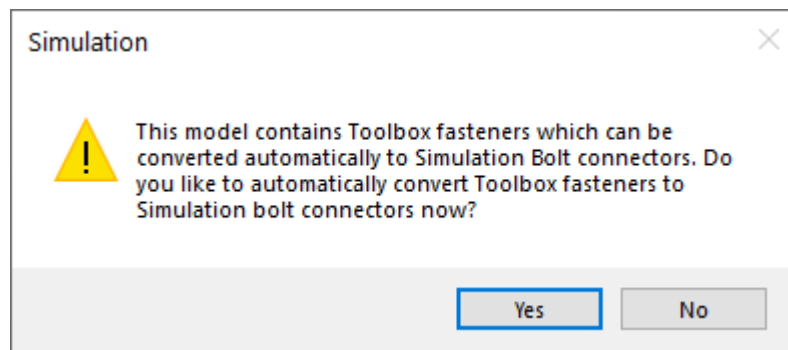 Simulation
This model contains Toolbox fasteners which can be
converted automatically to Simulation Bolt connectors. Do
you like to automatically convert Toolbox fasteners to
Simulation bolt connectors now?
Yes
No